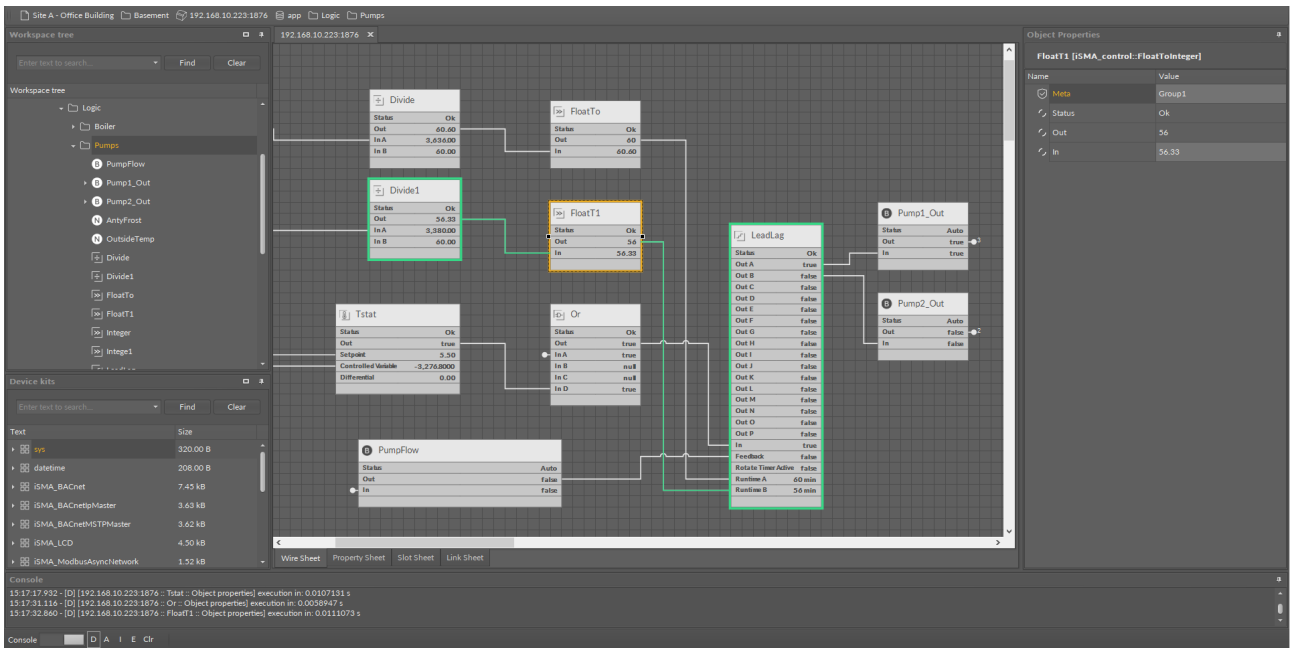 Site A - Office Building Basement 192.168.10.223:1876 app Logic Pumps
Workspace tree
Enter text to search... Find Clear
Workspace tree
Logic
Boiler
Pumps
PumpFlow
Pump1_Out
Pump2_Out
AntyFrost
OutsideTemp
Divide
Divide1
FloatTo
FloatT1
Integer
Intege1
Device kits
Enter text to search... Find Clear
Text Size
sys 320.00 B
datetime 208.00 B
iSMA_BACnet 7.45 kB
iSMA_BACnetIpMaster 3.63 kB
iSMA_BACnetMSTPMaster 3.62 kB
iSMA_LCD 4.50 kB
iSMA_ModbusAsyncNetwork 1.52 kB
192.168.10.223:1876 X
Divide
Status Ok
Out 60.60
In A 3,636.00
In B 60.00
FloatTo
Status Ok
Out 60
In 60.60
Divide1
Status Ok
Out 56.33
In A 3,380.00
In B 60.00
FloatT1
Status Ok
Out 56
In 56.33
Tstat
Status Ok
Out true
Setpoint 5.50
Controlled Variable -3,276.8000
Differential 0.00
Or
Status Ok
Out true
In A true
In B null
In C null
In D true
PumpFlow
Status Auto
Out false
In false
LeadLag
Status Ok
Out A true
Out B false
Out C false
Out D false
Out E false
Out F false
Out G false
Out H false
Out I false
Out J false
Out K false
Out L false
Out M false
Out N false
Out O false
Out P false
In true
Feedback false
Rotate Timer Active false
Runtime A 60 min
Runtime B 56 min
Pump1_Out
Status Auto
Out true
In true
Pump2_Out
Status Auto
Out false 2
In false
Wire Sheet Property Sheet Slot Sheet Link Sheet
Object Properties
FloatT1 [iSMA_control::FloatToInteger]
Name Value
Meta Group1
Status Ok
Out 56
In 56.33
Console
15:17:17.932 - [D] [192.168.10.223:1876 :: Tstat :: Object properties] execution in: 0.0107131 s
15:17:31.116 - [D] [192.168.10.223:1876 :: Or :: Object properties] execution in: 0.0058947 s
15:17:32.860 - [D] [192.168.10.223:1876 :: FloatT1 :: Object properties] execution in: 0.0111073 s
Console D A I E Clr